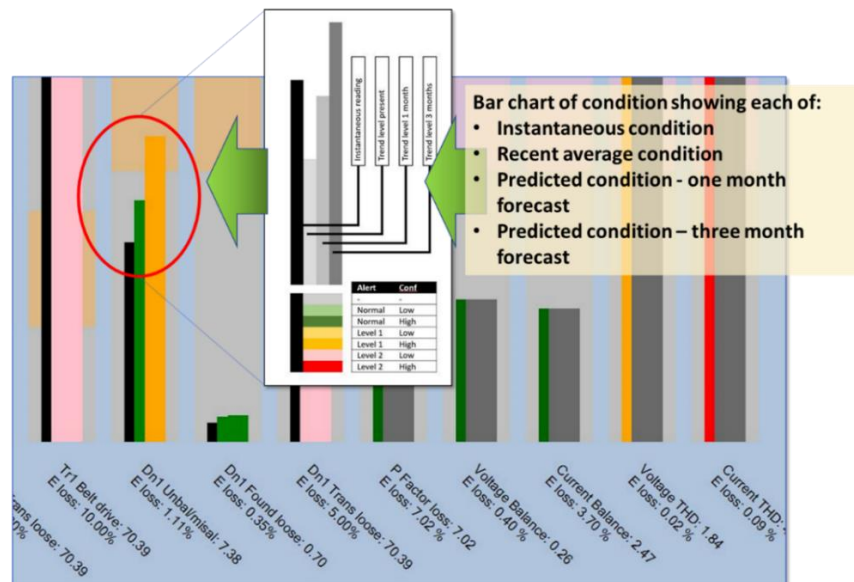 Instantaneous reading
Trend level present
Trend level 1 month
Trend level 3 months
Bar chart of condition showing each of:
• Instantaneous condition
• Recent average condition
• Predicted condition - one month
forecast
• Predicted condition – three month
forecast
Alert Conf
- -
Normal Low
Normal High
Level 1 Low
Level 1 High
Level 2 Low
Level 2 High
Trans loose: 70.39
Tr1 Belt drive: 70.39
E loss: 10.00%
Dn1 Unbal/misal: 7.38
E loss: 1.11%
Dn1 Found loose: 0.70
E loss: 0.35%
Dn1 Trans loose: 70.39
E loss: 5.00%
P Factor loss: 7.02
E loss: 7.02 %
Voltage Balance: 0.26
E loss: 0.40 %
Current Balance: 2.47
E loss: 3.70 %
Voltage THD: 1.84
E loss: 0.02 %
Current THD:
E loss: 0.09 %